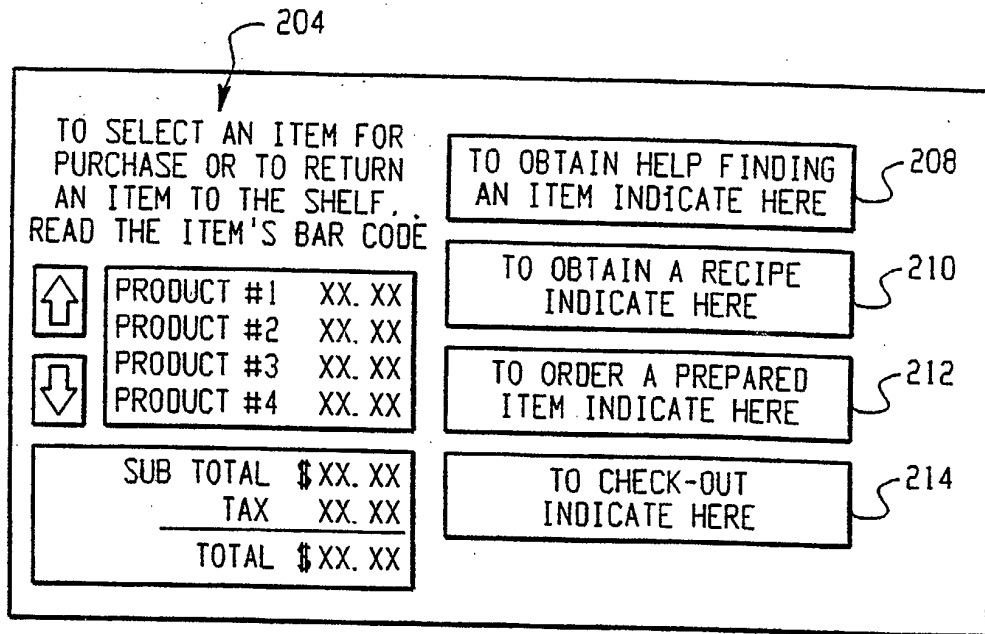 204
TO SELECT AN ITEM FOR
PURCHASE OR TO RETURN
AN ITEM TO THE SHELF,
READ THE ITEM'S BAR CODE
PRODUCT #1 XX.XX
PRODUCT #2 XX.XX
PRODUCT #3 XX.XX
PRODUCT #4 XX.XX
SUB TOTAL $XX.XX
TAX XX.XX
TOTAL $XX.XX
TO OBTAIN HELP FINDING
AN ITEM INDICATE HERE
208
TO OBTAIN A RECIPE
INDICATE HERE
210
TO ORDER A PREPARED
ITEM INDICATE HERE
212
TO CHECK-OUT
INDICATE HERE
214